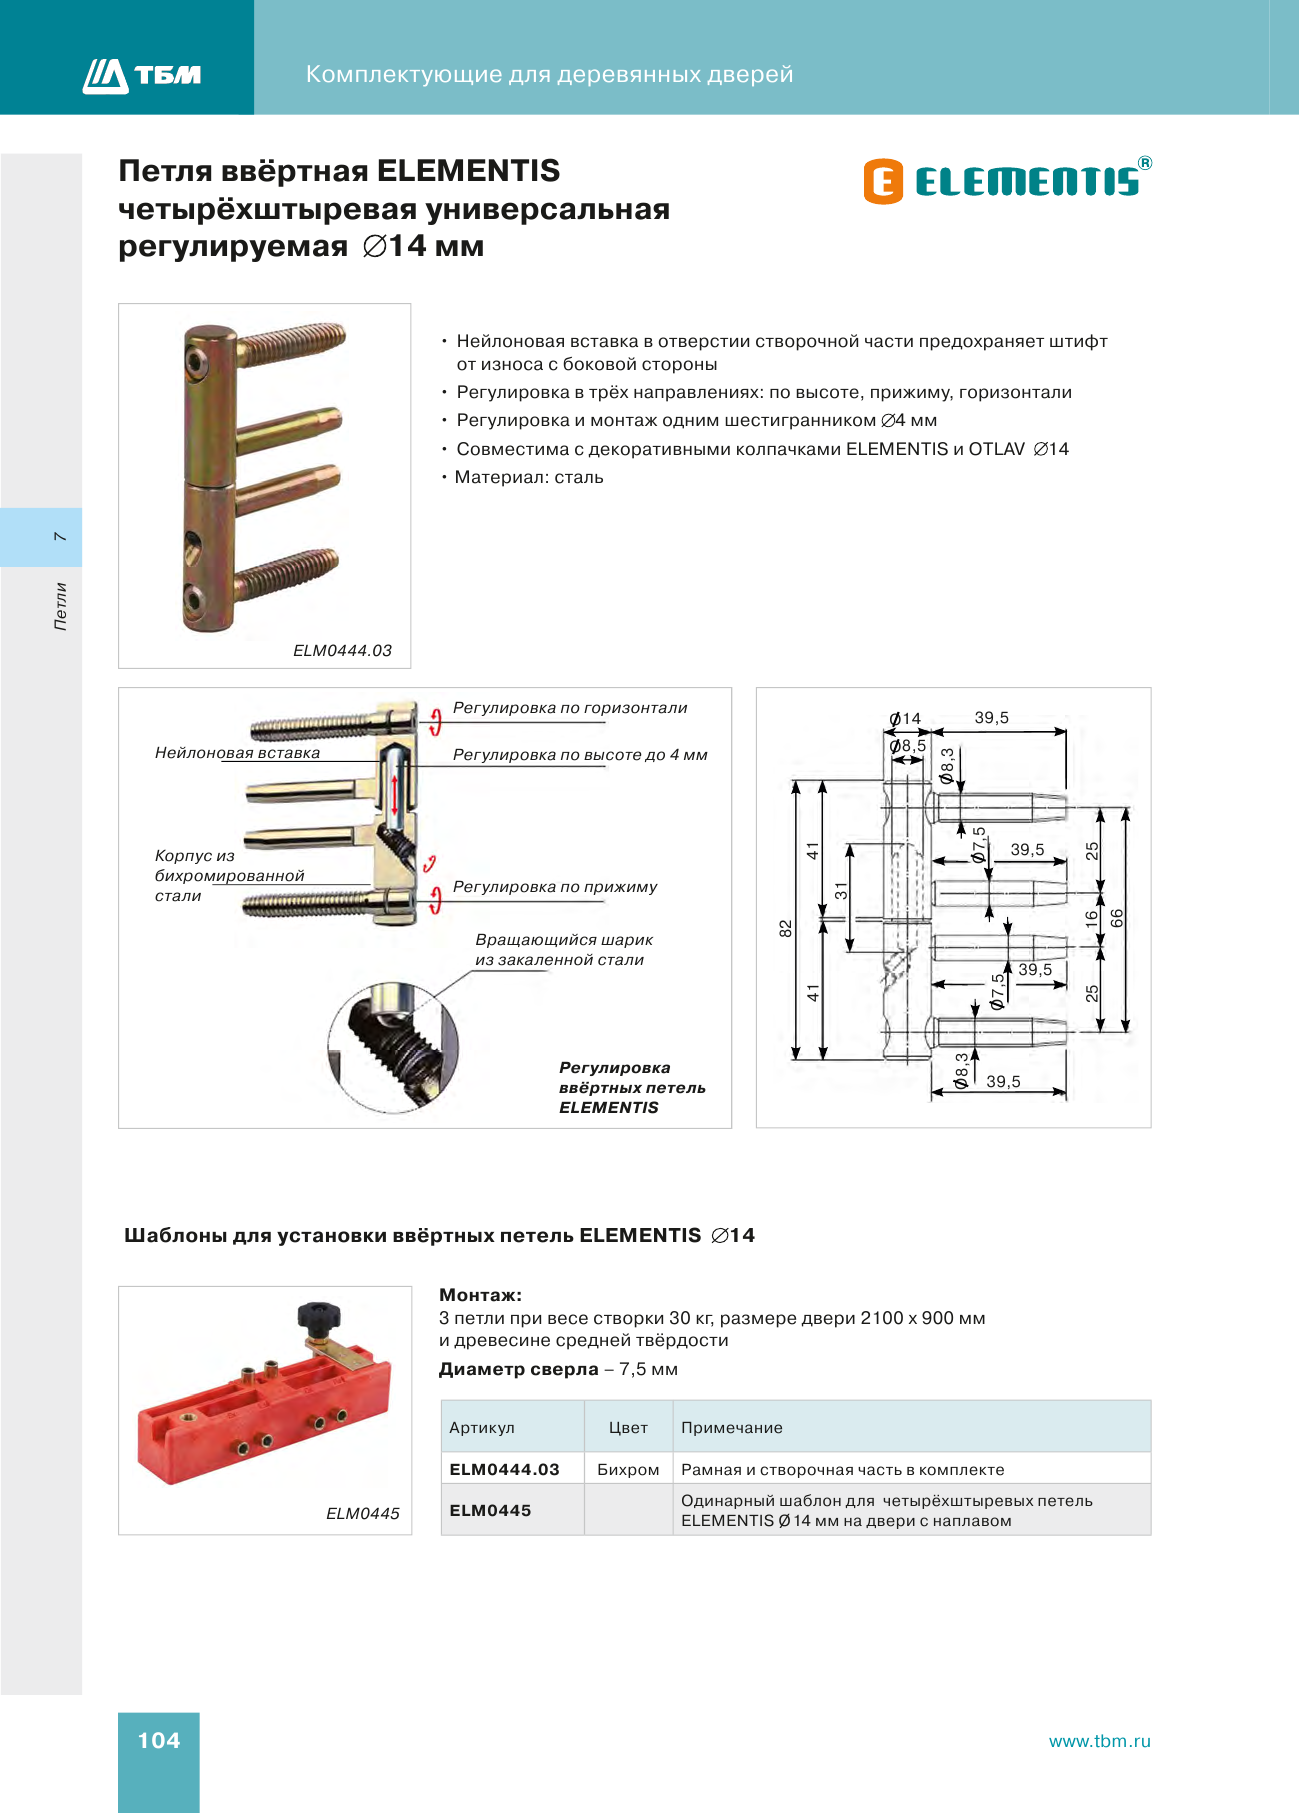 ТБМ
Комплектующие для деревянных дверей
Петля ввёртная ELEMENTIS
четырёхштыревая универсальная
регулируемая ∅14 мм
E ELEMENTIS®
• Нейлоновая вставка в отверстии створочной части предохраняет штифт
от износа с боковой стороны
• Регулировка в трёх направлениях: по высоте, прижиму, горизонтали
• Регулировка и монтаж одним шестигранником ∅4 мм
• Совместима с декоративными колпачками ELEMENTIS и OTLAV ∅14
• Материал: сталь
ELM0444.03
7
Петли
Регулировка по горизонтали
Нейлоновая вставка
Регулировка по высоте до 4 мм
Корпус из
бихромированной
стали
Регулировка по прижиму
Вращающийся шарик
из закаленной стали
Регулировка
ввёртных петель
ELEMENTIS
Ø14
39,5
Ø8,5
Ø8,3
Ø7,5
39,5
41
25
31
82
16
66
39,5
Ø7,5
41
25
Ø8,3
39,5
Шаблоны для установки ввёртных петель ELEMENTIS ∅14
ELM0445
Монтаж:
3 петли при весе створки 30 кг, размере двери 2100 х 900 мм
и древесине средней твёрдости
Диаметр сверла – 7,5 мм
Артикул Цвет Примечание
ELM0444.03 Бихром Рамная и створочная часть в комплекте
ELM0445 Одинарный шаблон для четырёхштыревых петель
ELEMENTIS Ø 14 мм на двери с наплавом
104
www.tbm.ru